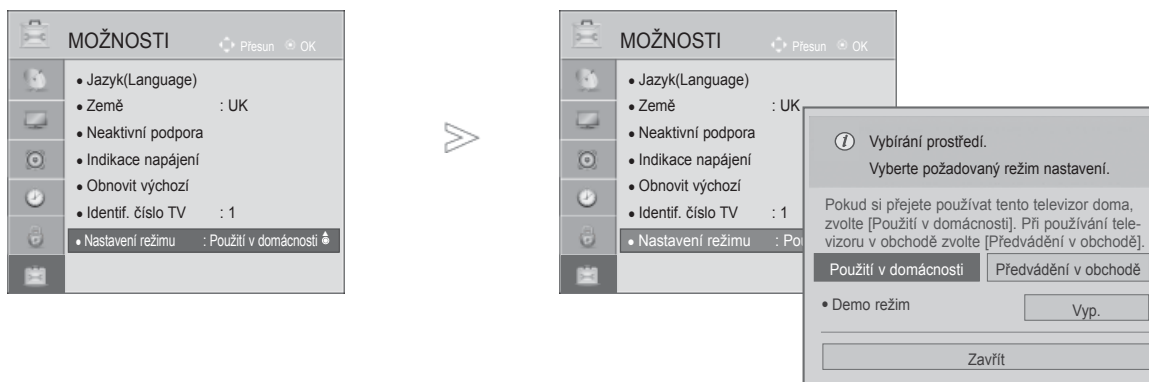 MOŽNOSTI
Přesun OK
• Jazyk(Language)
• Země : UK
• Neaktivní podpora
• Indikace napájení
• Obnovit výchozí
• Identif. číslo TV : 1
• Nastavení režimu : Použití v domácnosti
MOŽNOSTI
Přesun OK
• Jazyk(Language)
• Země : UK
• Neaktivní podpora
• Indikace napájení
• Obnovit výchozí
• Identif. číslo TV : 1
• Nastavení režimu : Pou
Vybírání prostředí.
Vyberte požadovaný režim nastavení.
Pokud si přejete používat tento televizor doma,
zvolte [Použití v domácnosti]. Při používání tele-
vizoru v obchodě zvolte [Předvádění v obchodě].
Použití v domácnosti Předvádění v obchodě
• Demo režim Vyp.
Zavřít